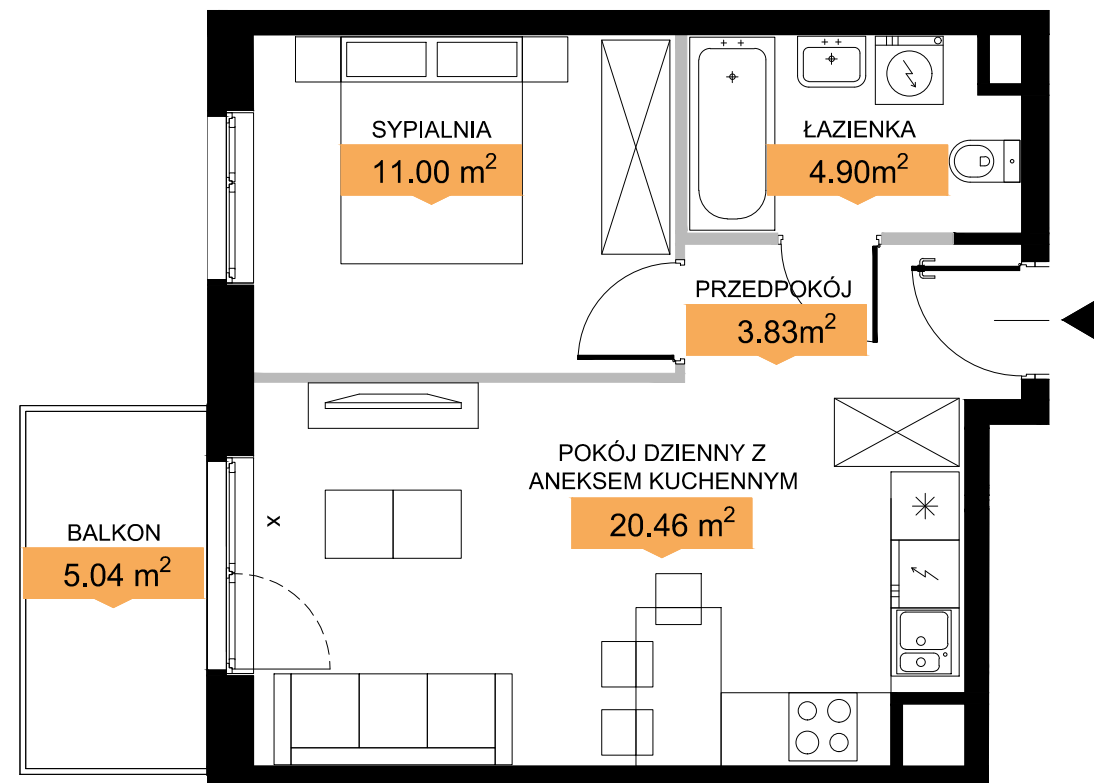 SYPIALNIA
11.00 m²
ŁAZIENKA
4.90m²
PRZEDPOKÓJ
3.83m²
POKÓJ DZIENNY Z
ANEKSEM KUCHENNYM
20.46 m²
x
BALKON
5.04 m²